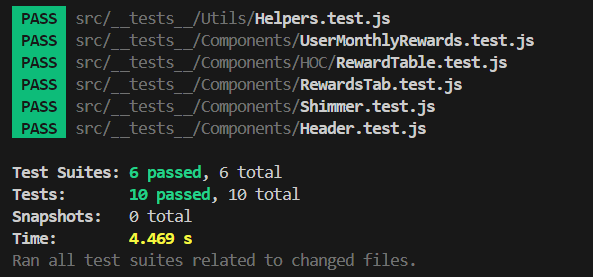 PASS src/__tests__/Utils/Helpers.test.js
PASS src/__tests__/Components/UserMonthlyRewards.test.js
PASS src/__tests__/Components/HOC/RewardTable.test.js
PASS src/__tests__/Components/RewardsTab.test.js
PASS src/__tests__/Components/Shimmer.test.js
PASS src/__tests__/Components/Header.test.js
Test Suites: 6 passed, 6 total
Tests: 10 passed, 10 total
Snapshots: 0 total
Time: 4.469 s
Ran all test suites related to changed files.